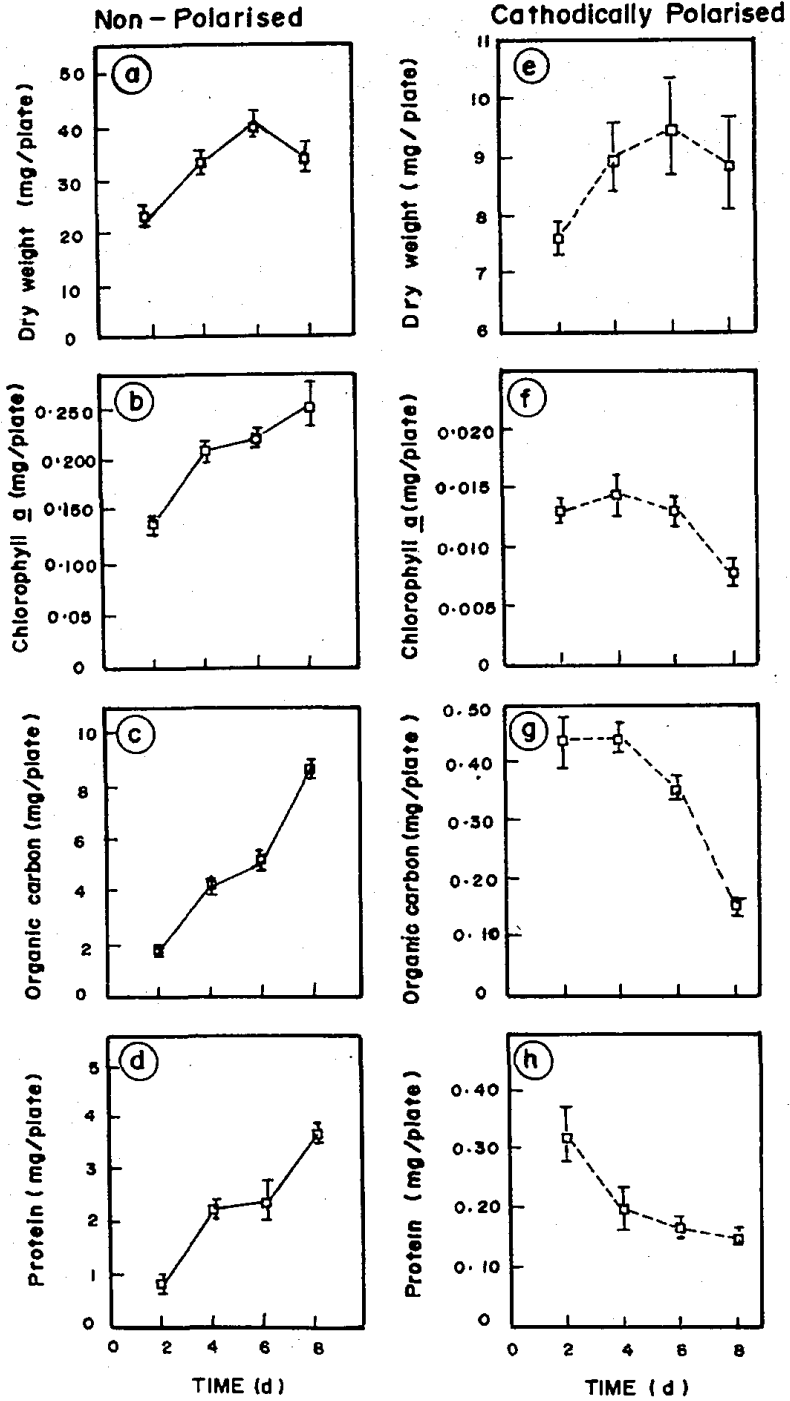 Non-Polarised
Cathodically Polarised
a
Dry weight (mg/plate)
50
40
30
20
10
0
e
Dry weight (mg/plate)
11
10
9
8
7
6
b
Chlorophyll a (mg/plate)
0·250
0·200
0·150
0·100
0·05
0
f
Chlorophyll a (mg/plate)
0·020
0·015
0·010
0·005
0
c
Organic carbon (mg/plate)
10
8
6
4
2
0
g
Organic carbon (mg/plate)
0·50
0·40
0·30
0·20
0·10
0
d
Protein (mg/plate)
5
4
3
2
1
0
0 2 4 6 8
TIME (d)
h
Protein (mg/plate)
0·40
0·30
0·20
0·10
0
0 2 4 6 8
TIME (d)